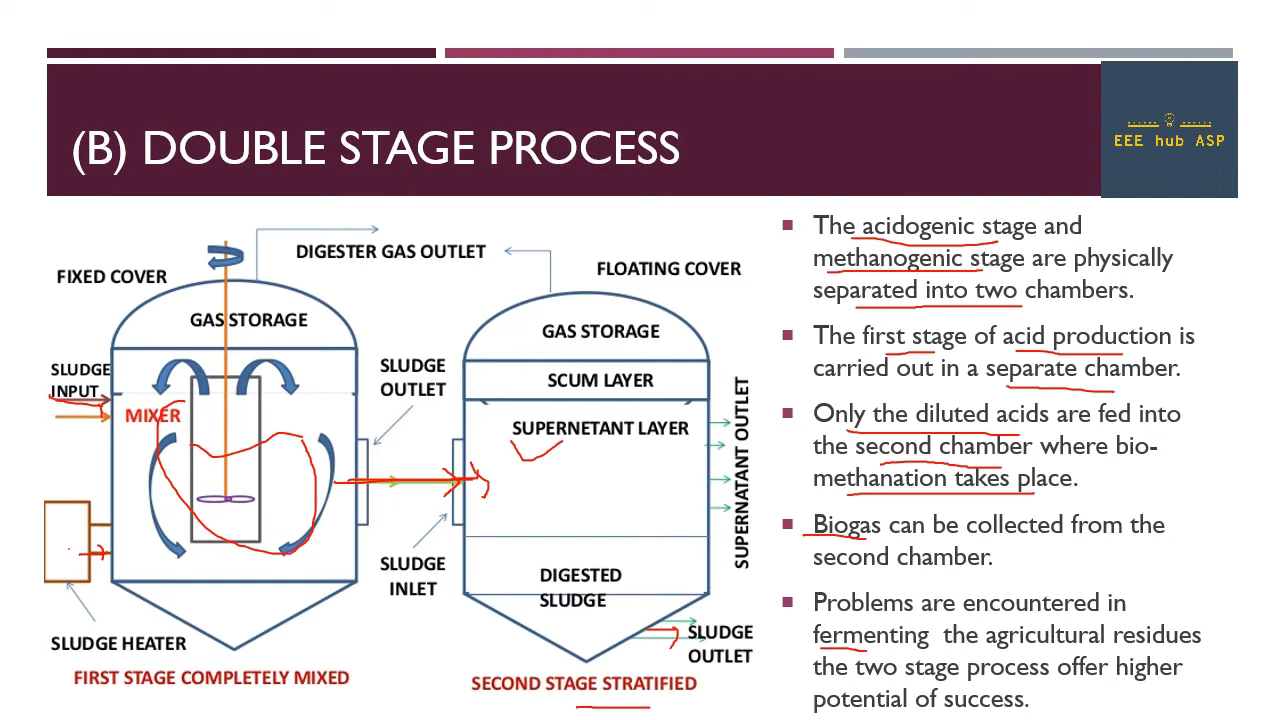 (B) DOUBLE STAGE PROCESS
EEE hub ASP
DIGESTER GAS OUTLET
FIXED COVER
FLOATING COVER
GAS STORAGE
GAS STORAGE
SLUDGE
INPUT
SLUDGE
OUTLET
SCUM LAYER
MIXER
SUPERNETANT LAYER
SUPERNATANT OUTLET
SLUDGE
INLET
DIGESTED
SLUDGE
SLUDGE HEATER
SLUDGE
OUTLET
FIRST STAGE COMPLETELY MIXED
SECOND STAGE STRATIFIED
The acidogenic stage and
methanogenic stage are physically
separated into two chambers.
The first stage of acid production is
carried out in a separate chamber.
Only the diluted acids are fed into
the second chamber where bio-
methanation takes place.
Biogas can be collected from the
second chamber.
Problems are encountered in
fermenting the agricultural residues
the two stage process offer higher
potential of success.